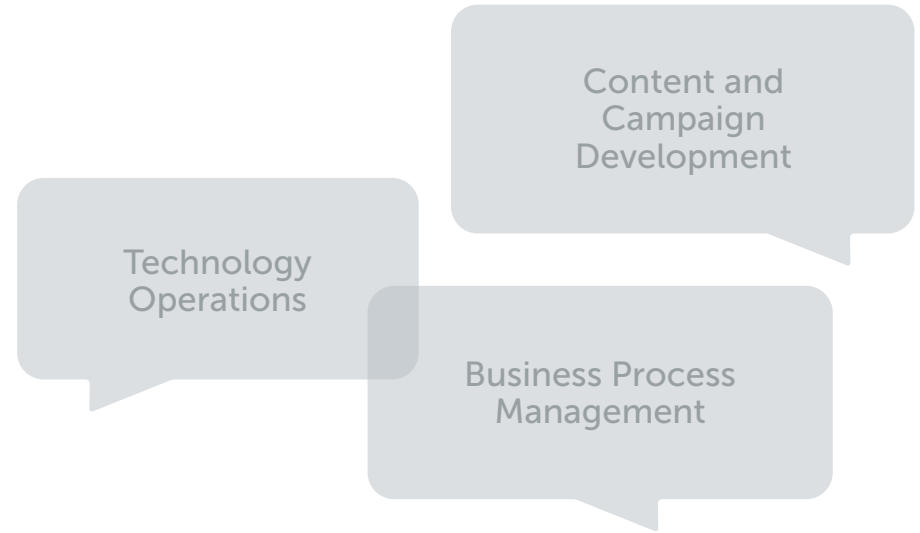 Content and
Campaign
Development
Technology
Operations
Business Process
Management